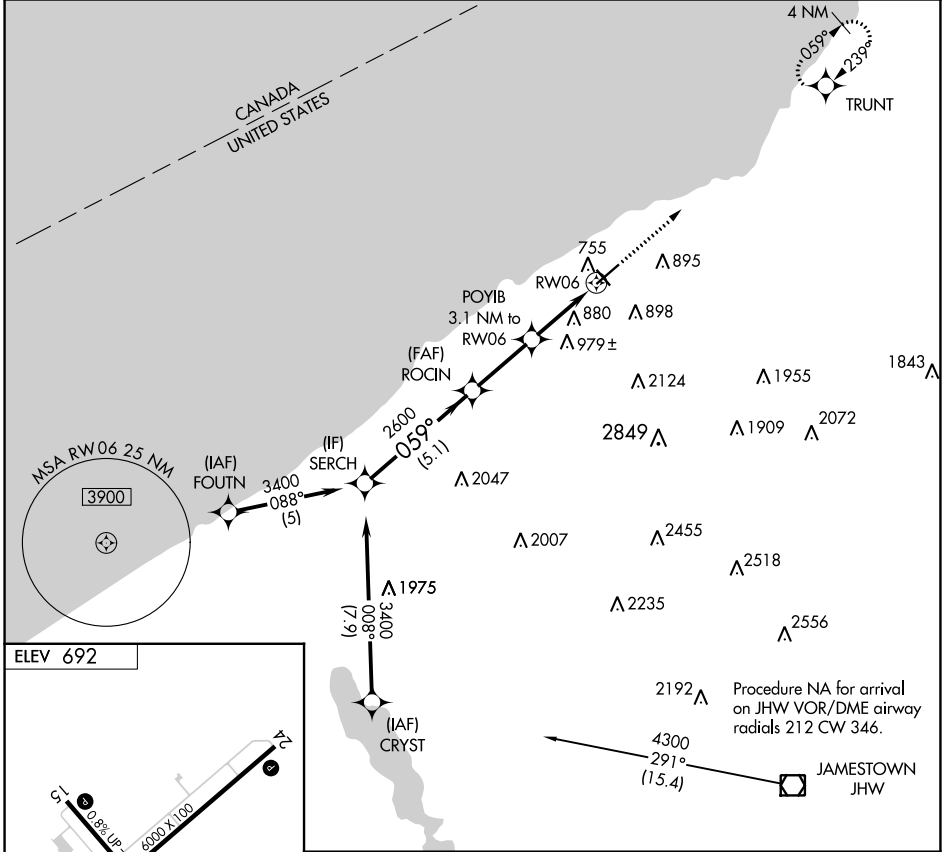 4 NM
059°
239°
TRUNT
CANADA
UNITED STATES
755
895
RW06
POYIB
3.1 NM to
RW06
880
898
979±
(FAF)
ROCIN
2124
1955
1843
2600
059°
(5.1)
2849
1909
2072
(IF)
SERCH
MSA RW06 25 NM
3900
(IAF)
FOUTN
3400
088°
(5)
2047
2007
2455
2518
1975
3400
008°
(7.9)
2235
2556
ELEV 692
2192
Procedure NA for arrival
on JHW VOR/DME airway
radials 212 CW 346.
(IAF)
CRYST
4300
291°
(15.4)
JAMESTOWN
JHW
24
P
15
P
0.8% UP
6000 X 100